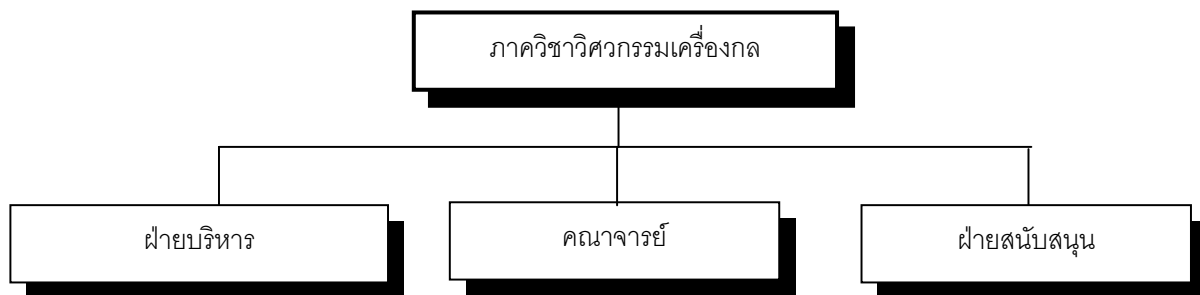 ภาควิชาวิศวกรรมเครื่องกล
ฝ่ายบริหาร
คณาจารย์
ฝ่ายสนับสนุน